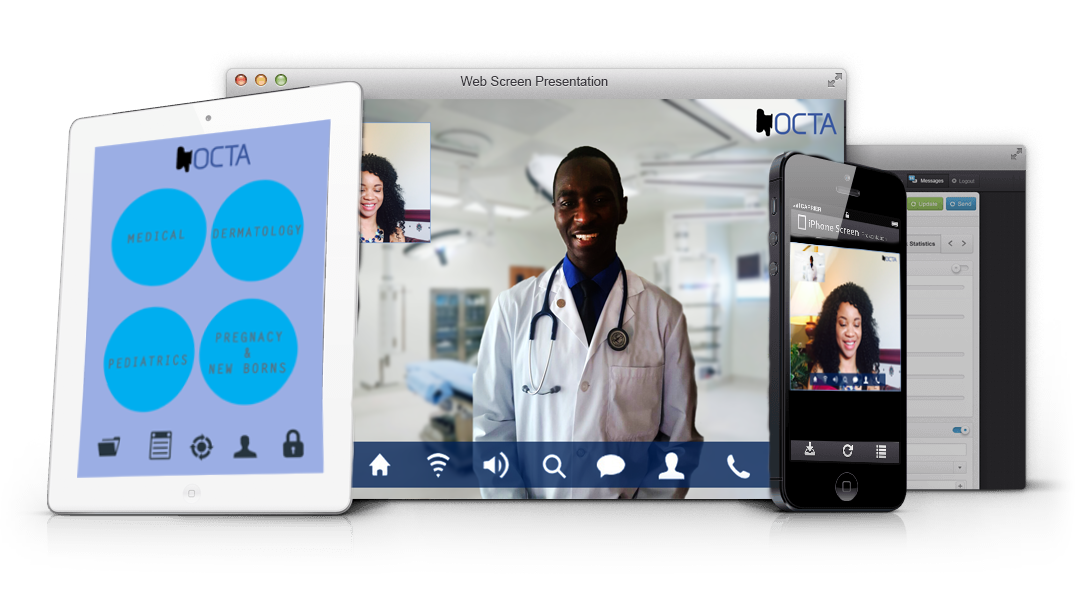 Web Screen Presentation
OCTA
OCTA
MEDICAL
DERMATOLOGY
PEDIATRICS
PREGNACY
&
NEW BORNS
CARRIER
iPhone Screen
OCTA
Messages
Logout
Update
Send
Statistics